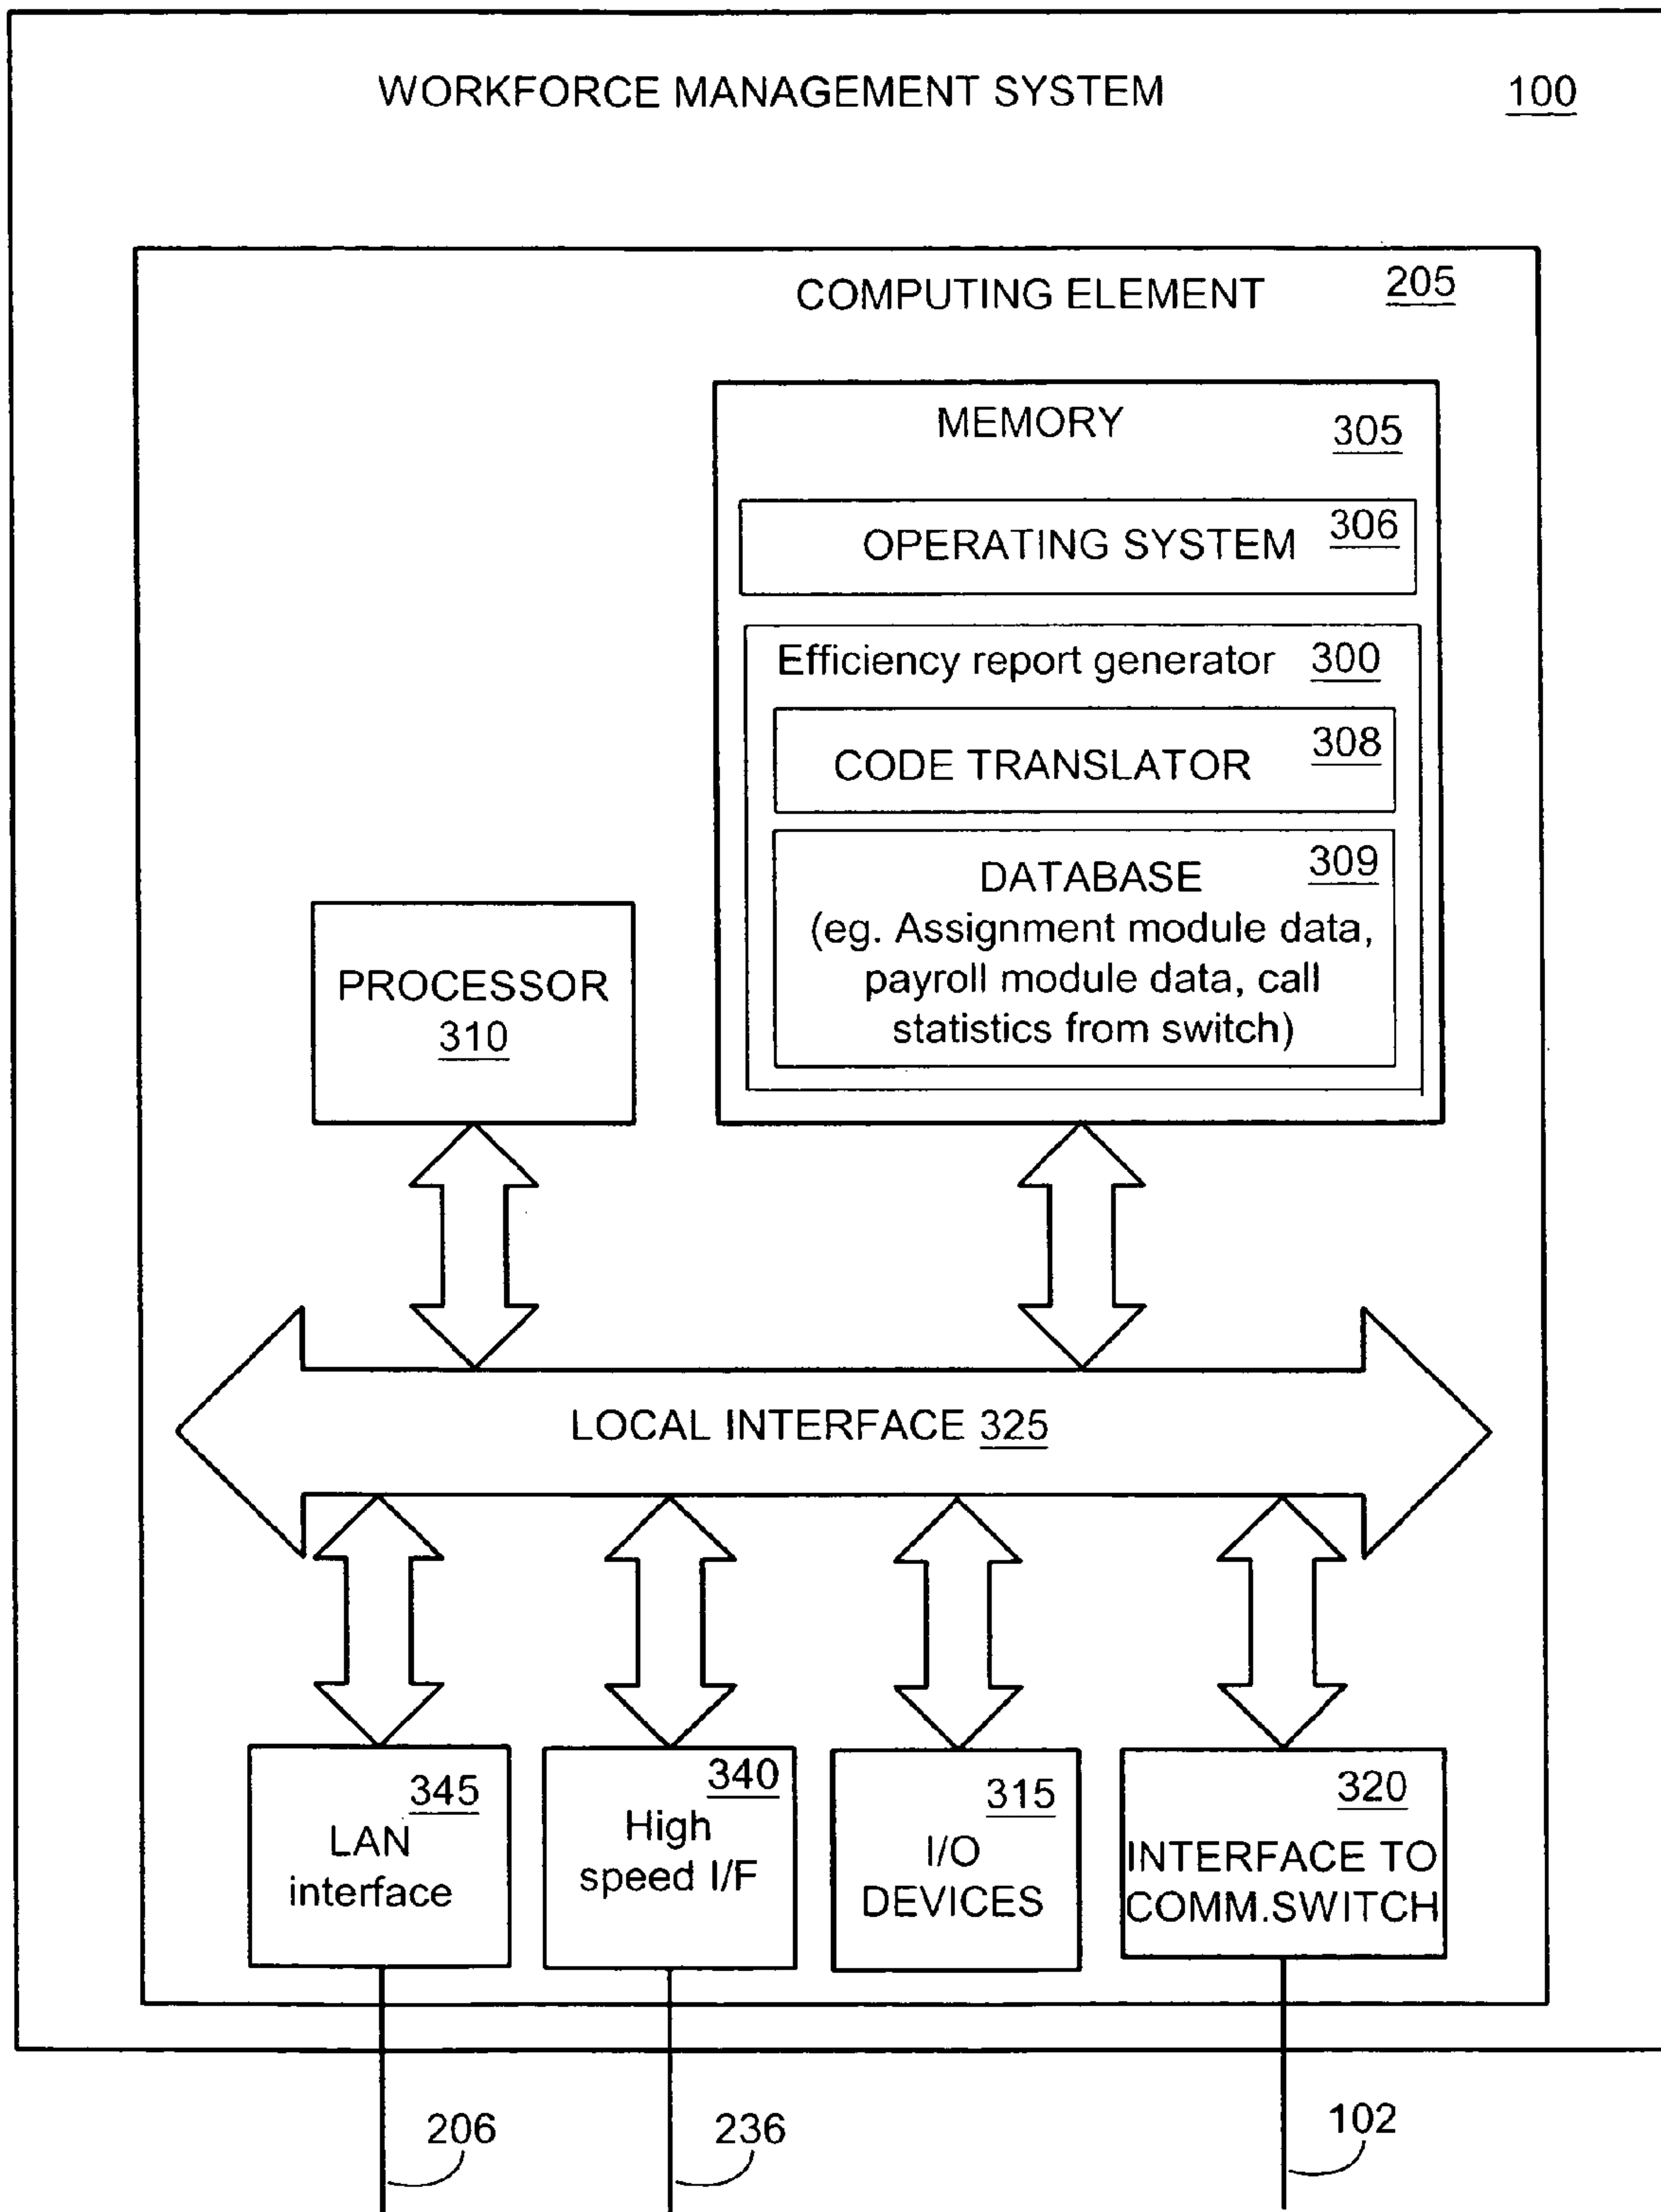 WORKFORCE MANAGEMENT SYSTEM 100
COMPUTING ELEMENT 205
MEMORY 305
OPERATING SYSTEM 306
Efficiency report generator 300
CODE TRANSLATOR 308
DATABASE 309
(eg. Assignment module data,
payroll module data, call
statistics from switch)
PROCESSOR
310
LOCAL INTERFACE 325
345
LAN
interface
340
High
speed I/F
315
I/O
DEVICES
320
INTERFACE TO
COMM.SWITCH
206
236
102